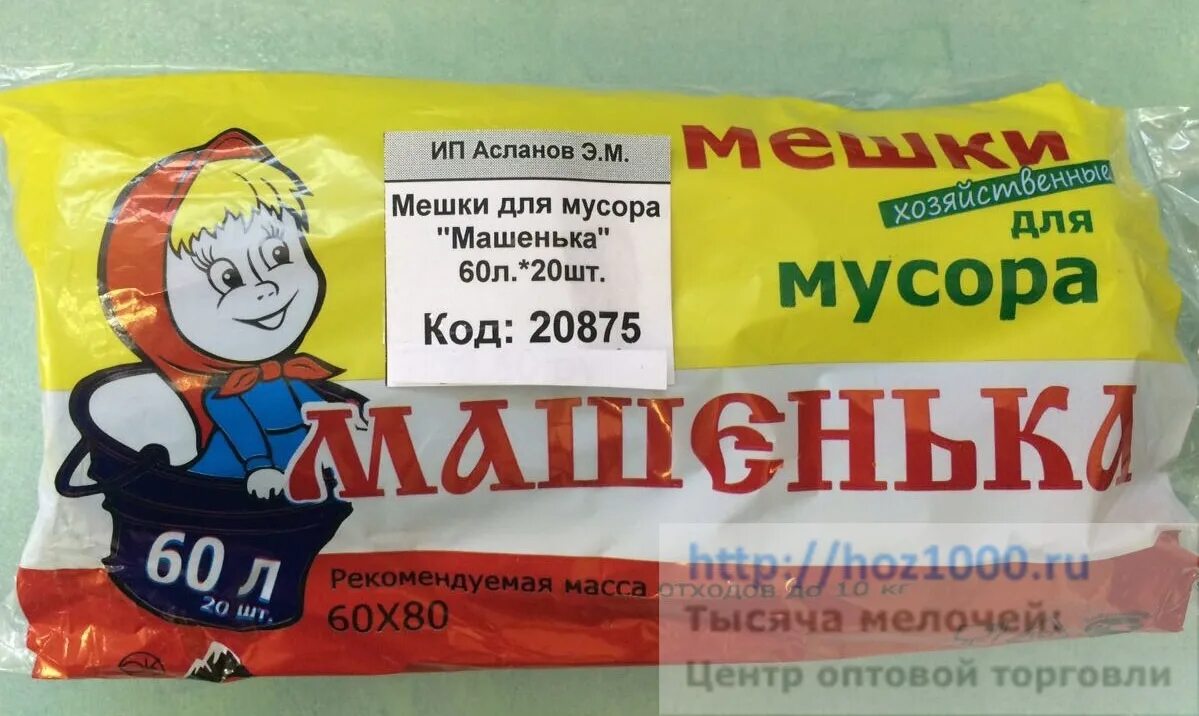 ИП Асланов Э.М.
Мешки для мусора
"Машенька"
60л.*20шт.
Код: 20875
мешки
хозяйственные
для
мусора
МАШЕНЬКА
60 л
20 шт.
Рекомендуемая масса отходов до 10 кг
60X80
http://hoz1000.ru
Тысяча мелочей:
Центр оптовой торговли